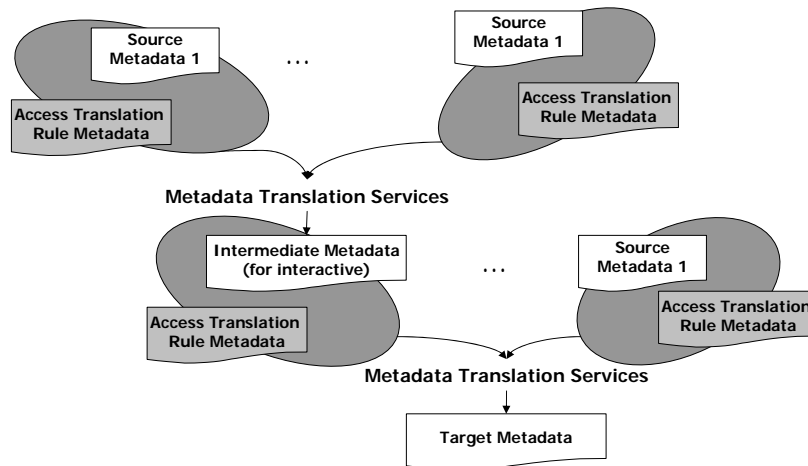 Source
Metadata 1
...
Source
Metadata 1
Access Translation
Rule Metadata
Access Translation
Rule Metadata
Metadata Translation Services
Intermediate Metadata
(for interactive)
...
Source
Metadata 1
Access Translation
Rule Metadata
Access Translation
Rule Metadata
Metadata Translation Services
Target Metadata